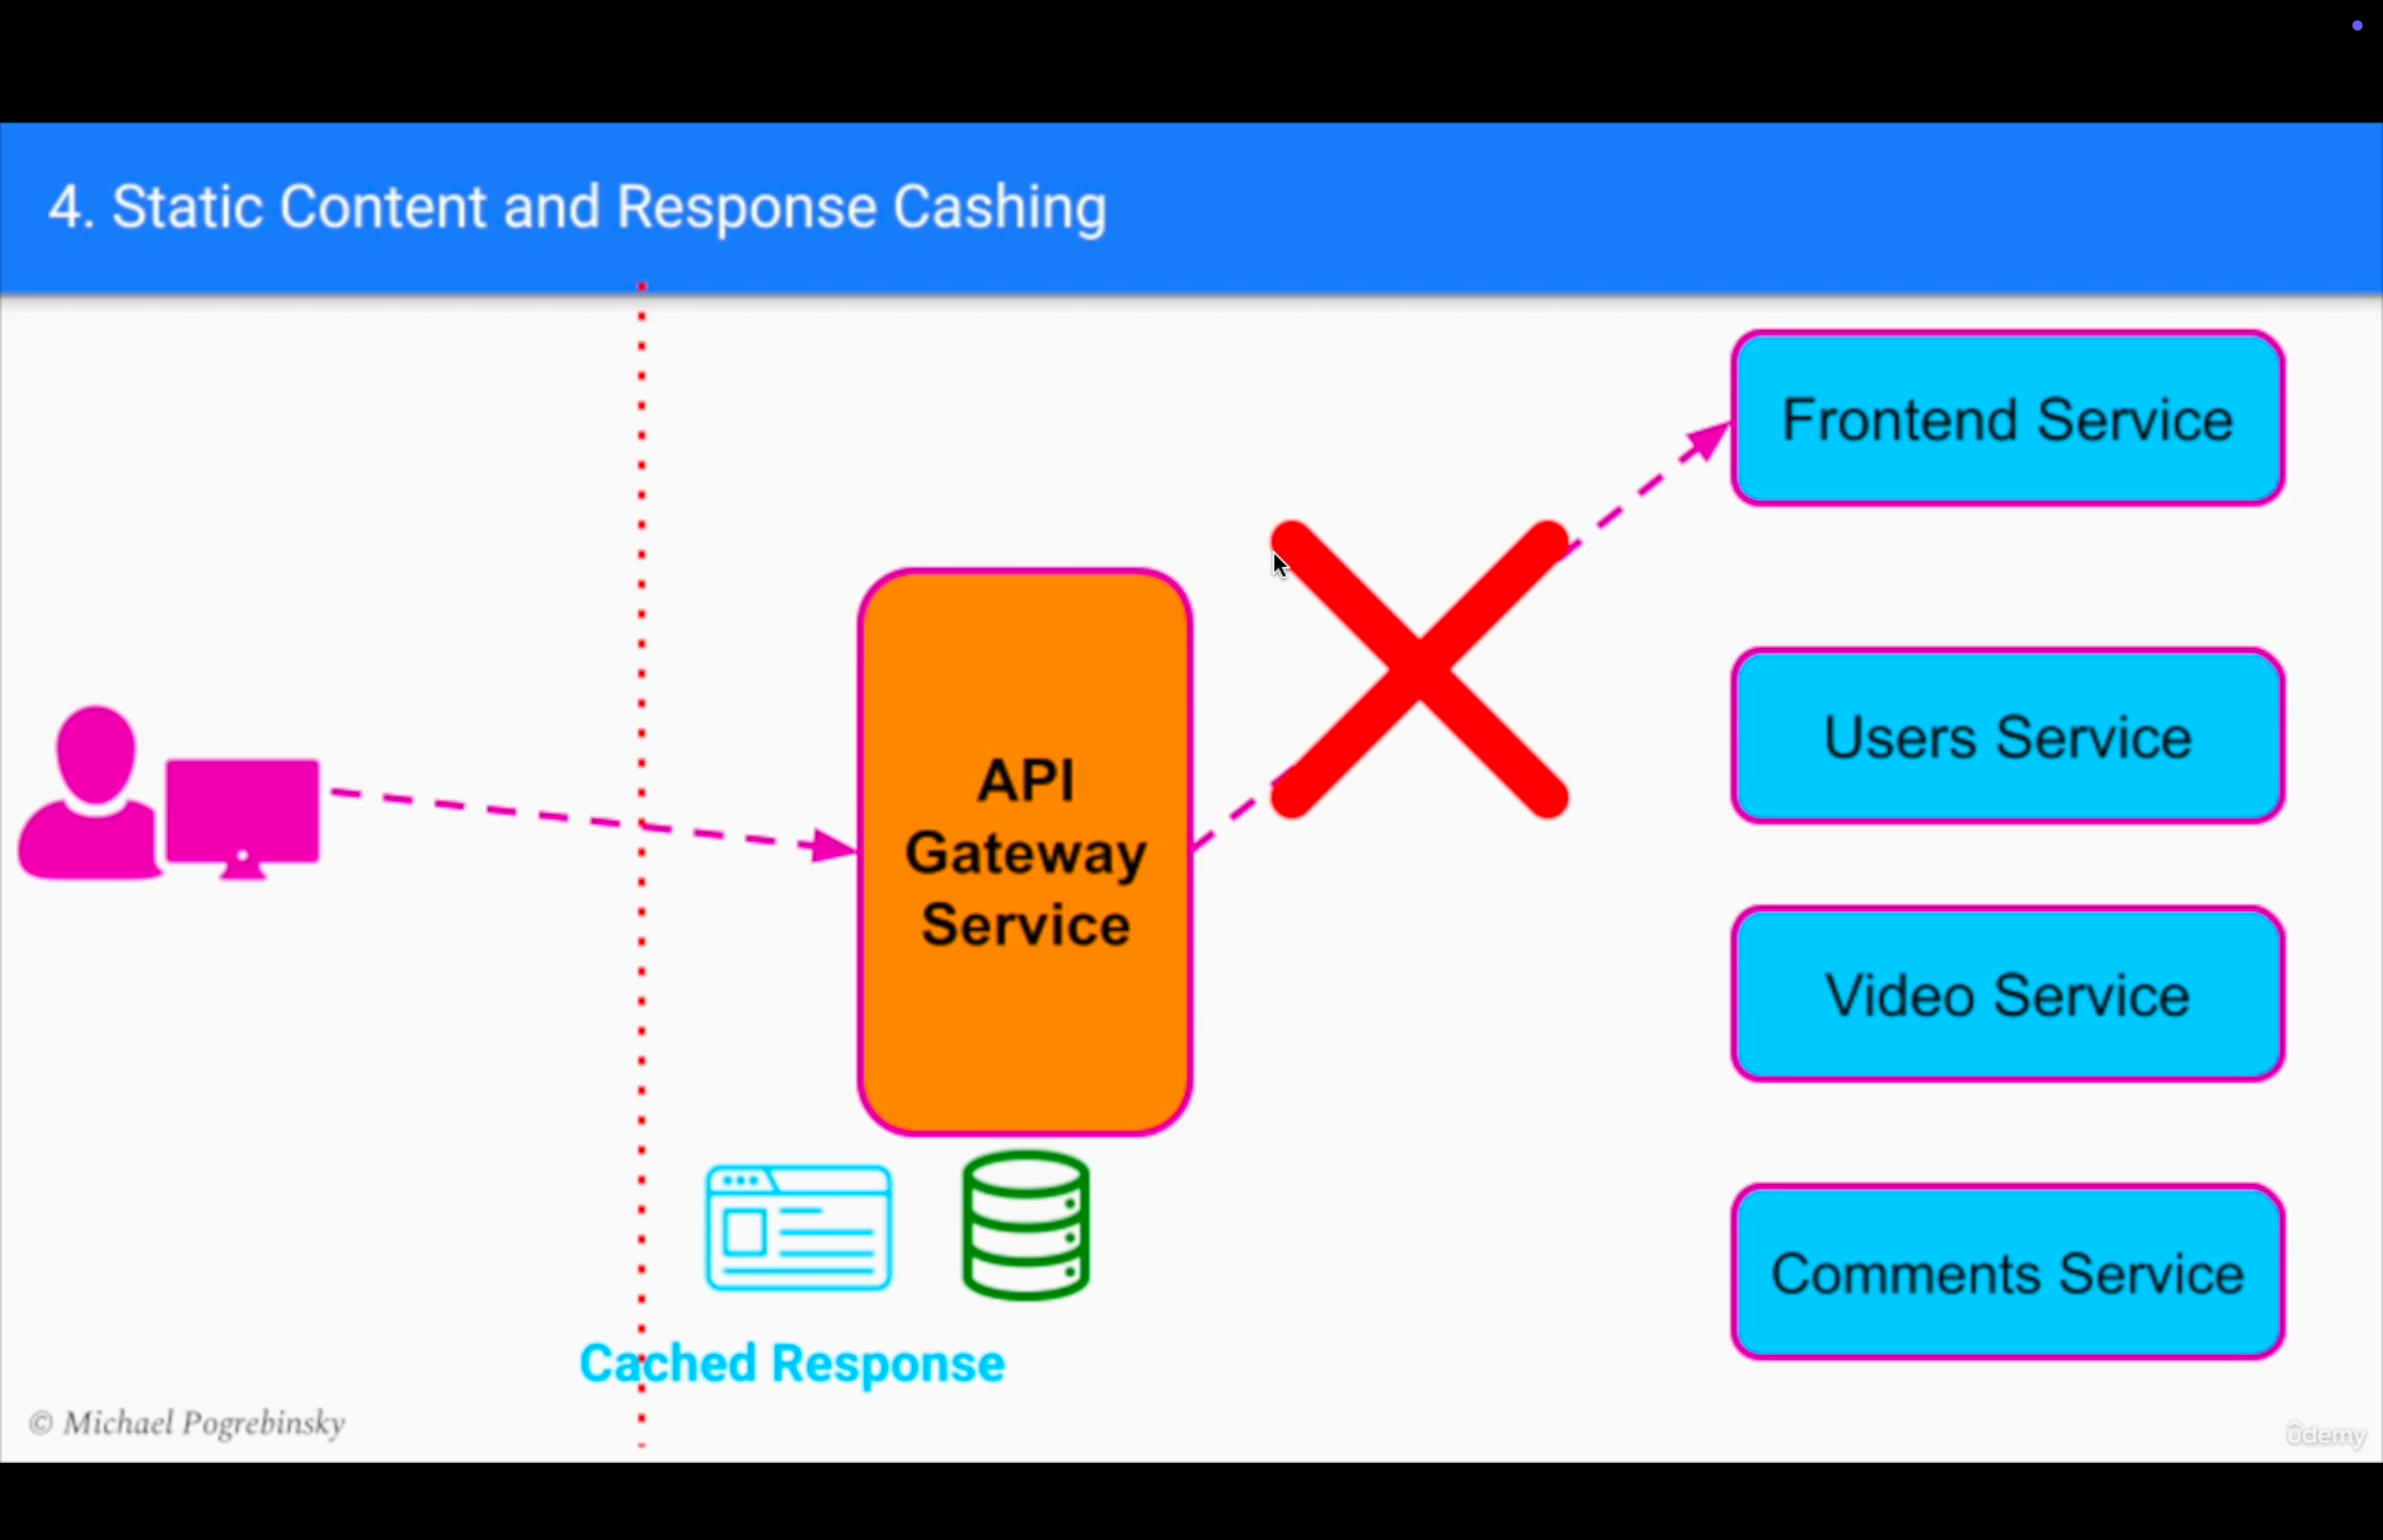 4. Static Content and Response Cashing
Frontend Service
Users Service
API
Gateway
Service
Video Service
Comments Service
Cached Response
© Michael Pogrebinsky
ûdemy